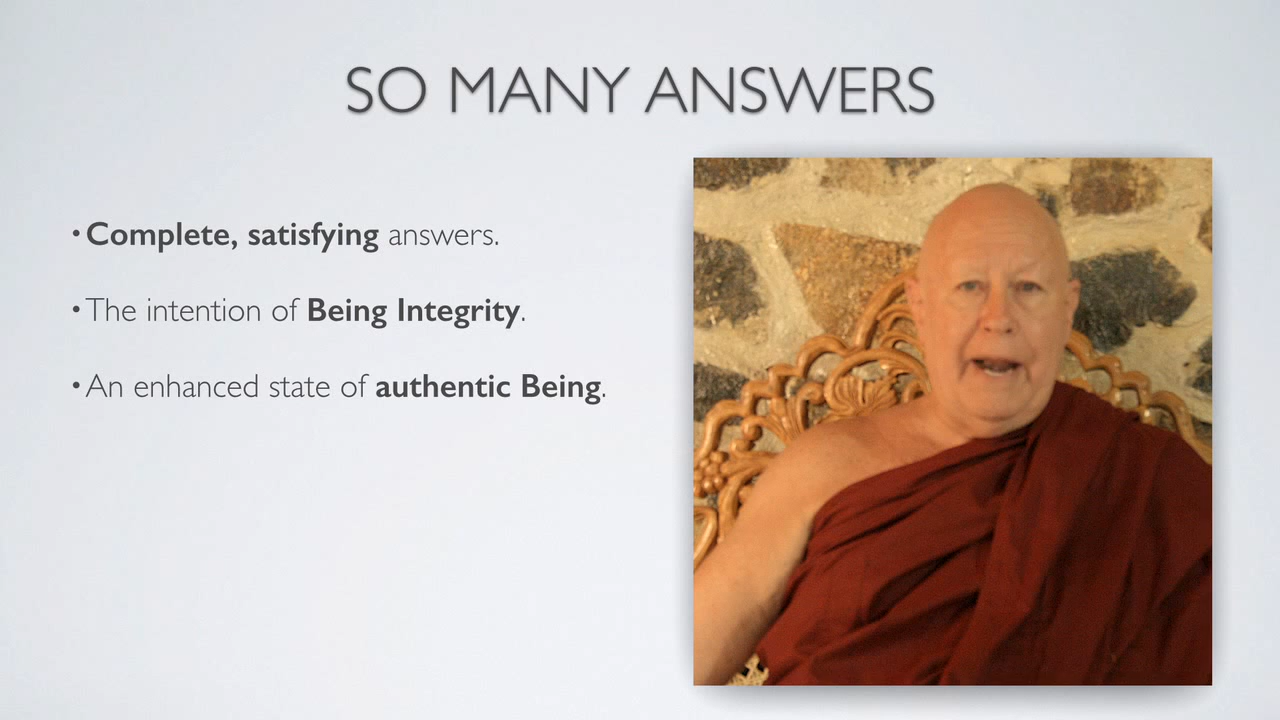 SO MANY ANSWERS
• Complete, satisfying answers.
• The intention of Being Integrity.
• An enhanced state of authentic Being.